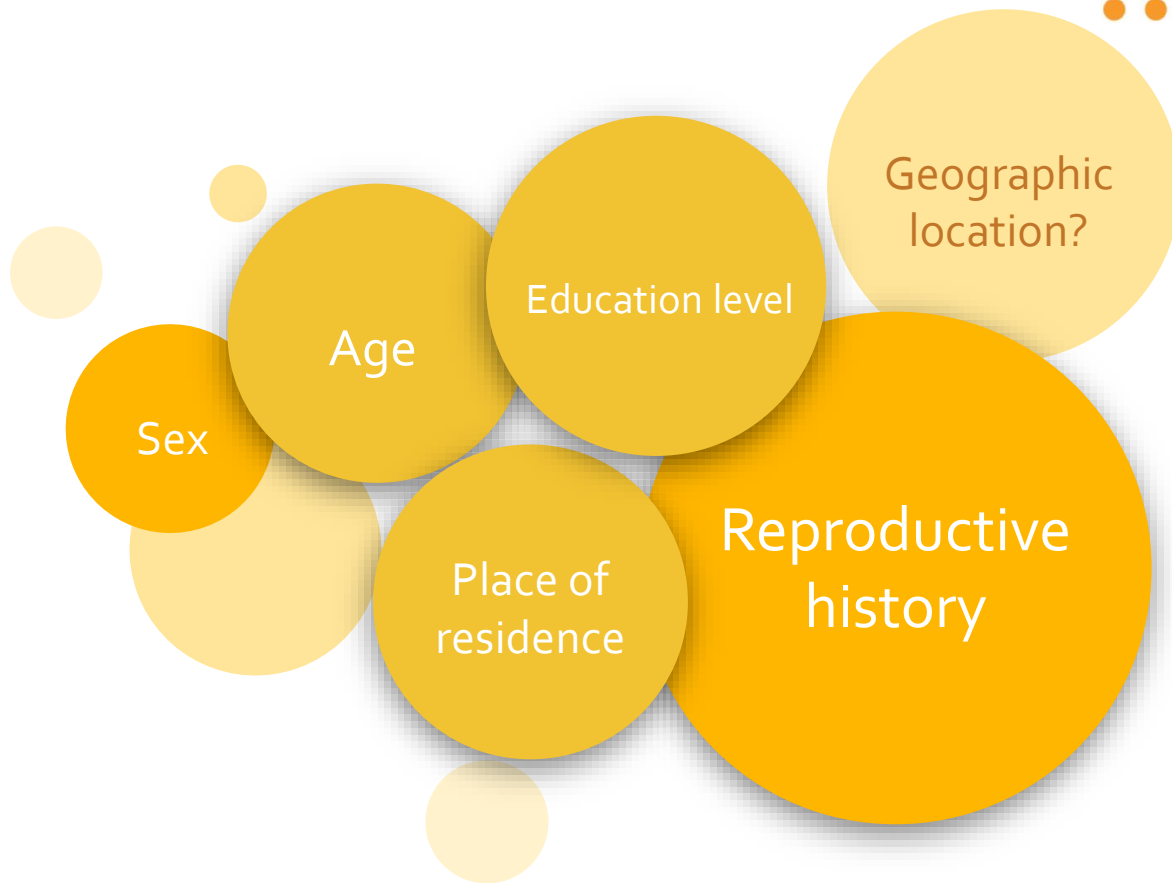 Geographic
location?
Education level
Age
Sex
Reproductive
history
Place of
residence